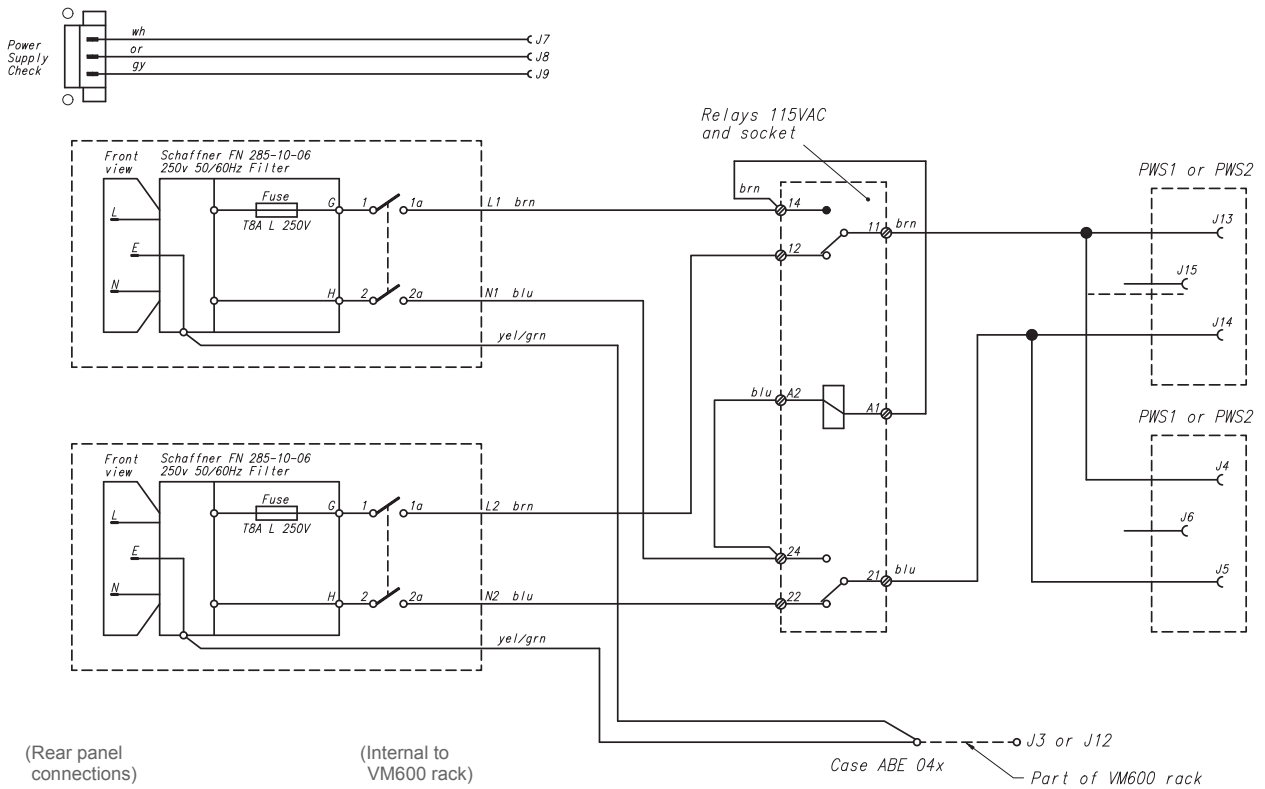 Power
Supply
Check
wh
or
gy
J7
J8
J9
Relays 115VAC
and socket
Front
view
Schaffner FN 285-10-06
250v 50/60Hz Filter
L
E
N
Fuse
T8A L 250V
G
H
1
1a
2
2a
L1 brn
N1 blu
yel/grn
brn
14
12
11
brn
blu
A2
A1
24
22
21
blu
PWS1 or PWS2
J13
J15
J14
PWS1 or PWS2
J4
J6
J5
Front
view
Schaffner FN 285-10-06
250v 50/60Hz Filter
L
E
N
Fuse
T8A L 250V
G
H
1
1a
2
2a
L2 brn
N2 blu
yel/grn
(Rear panel
connections)
(Internal to
VM600 rack)
Case ABE 04x
J3 or J12
Part of VM600 rack